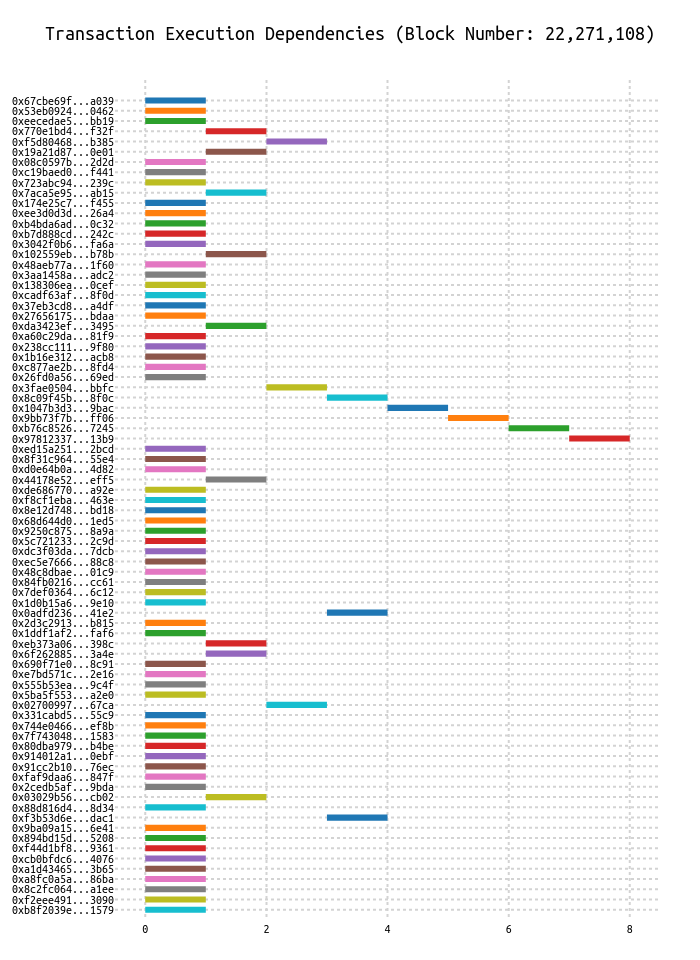 Transaction Execution Dependencies (Block Number: 22,271,108)
0x67cbe69f...a039
0x53eb0924...0462
0xeecedae5...bb19
0x770e1bd4...f32f
0xf5d80468...b385
0x19a21d87...0e01
0x08c0597b...2d2d
0xc19baed0...f441
0x723abc94...239c
0x7aca5e95...ab15
0x174e25c7...f455
0xee3d0d3d...26a4
0xb4bda6ad...0c32
0xb7d888cd...242c
0x3042f0b6...fa6a
0x102559eb...b78b
0x48aeb77a...1f60
0x3aa1458a...adc2
0x138306ea...0cef
0xcadf63af...8f0d
0x37eb3cd8...a4df
0x27656175...bdaa
0xda3423ef...3495
0xa60c29da...81f9
0x238cc111...9f80
0x1b16e312...acb8
0xc877ae2b...8fd4
0x26fd0a56...69ed
0x3fae0504...bbfc
0x8c09f45b...8f0c
0x1047b3d3...9bac
0x9bb73f7b...ff06
0xb76c8526...7245
0x97812337...13b9
0xed15a251...2bcd
0x8f31c964...55e4
0xd0e64b0a...4d82
0x44178e52...eff5
0xde686770...a92e
0xf8cf1eba...463e
0x8e12d748...bd18
0x68d644d0...1ed5
0x9250c875...8a9a
0x5c721233...2c9d
0xdc3f03da...7dcb
0xec5e7666...88c8
0x48c8dbae...01c9
0x84fb0216...cc61
0x7def0364...6c12
0x1d0b15a6...9e10
0x0adfd236...41e2
0x2d3c2913...b815
0x1ddf1af2...faf6
0xeb373a06...398c
0x6f262885...3a4e
0x690f71e0...8c91
0xe7bd571c...2e16
0x555b53ea...9c4f
0x5ba5f553...a2e0
0x02700997...67ca
0x331cabd5...55c9
0x744e0466...ef8b
0x7f743048...1583
0x80dba979...b4be
0x914012a1...0ebf
0x91cc2b10...76ec
0xfaf9daa6...847f
0x2cedb5af...9bda
0x03029b56...cb02
0x88d816d4...8d34
0xf3b53d6e...dac1
0x9ba09a15...6e41
0x894bd15d...5208
0xf44d1bf8...9361
0xcb0bfdc6...4076
0xa1d43465...3b65
0xa8fc0a5a...86ba
0x8c2fc064...a1ee
0xf2eee491...3090
0xb8f2039e...1579
0 2 4 6 8